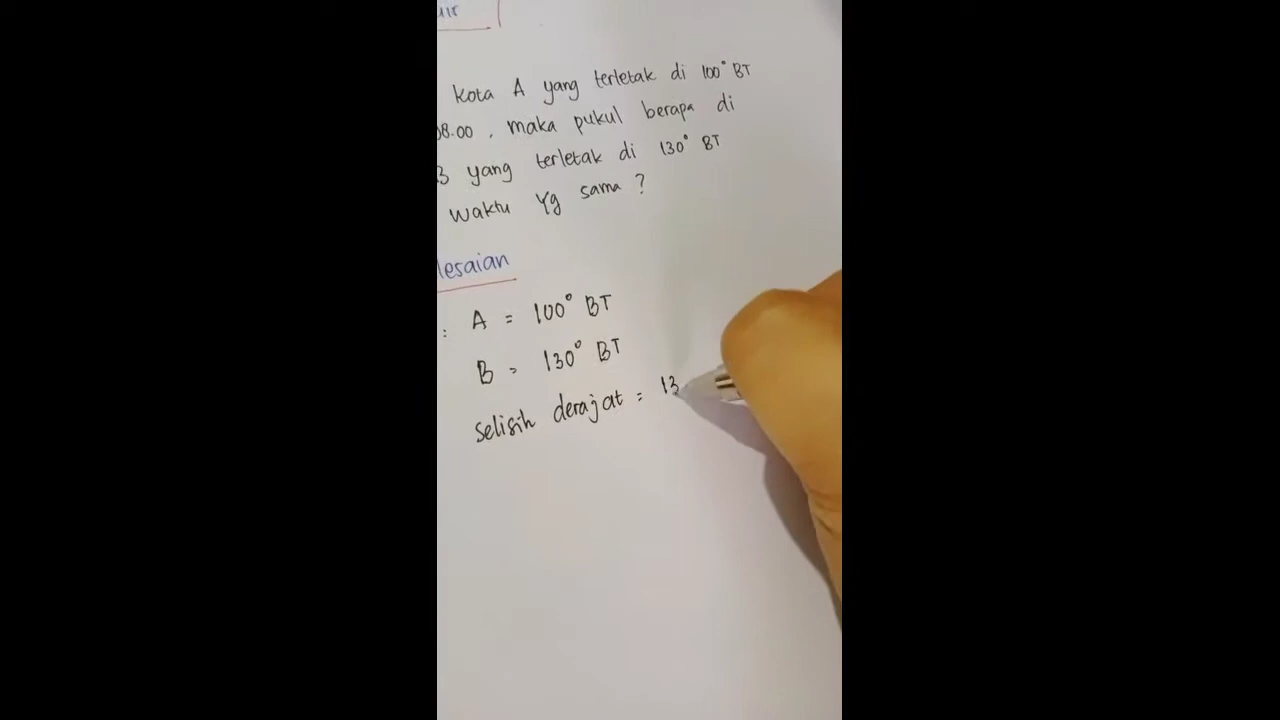 Kota A yang terletak di 100° BT
08.00 , maka pukul berapa di
B yang terletak di 130° BT
waktu Yg sama ?
lesaian
: A = 100° BT
B = 130° BT
selisih derajat = 13